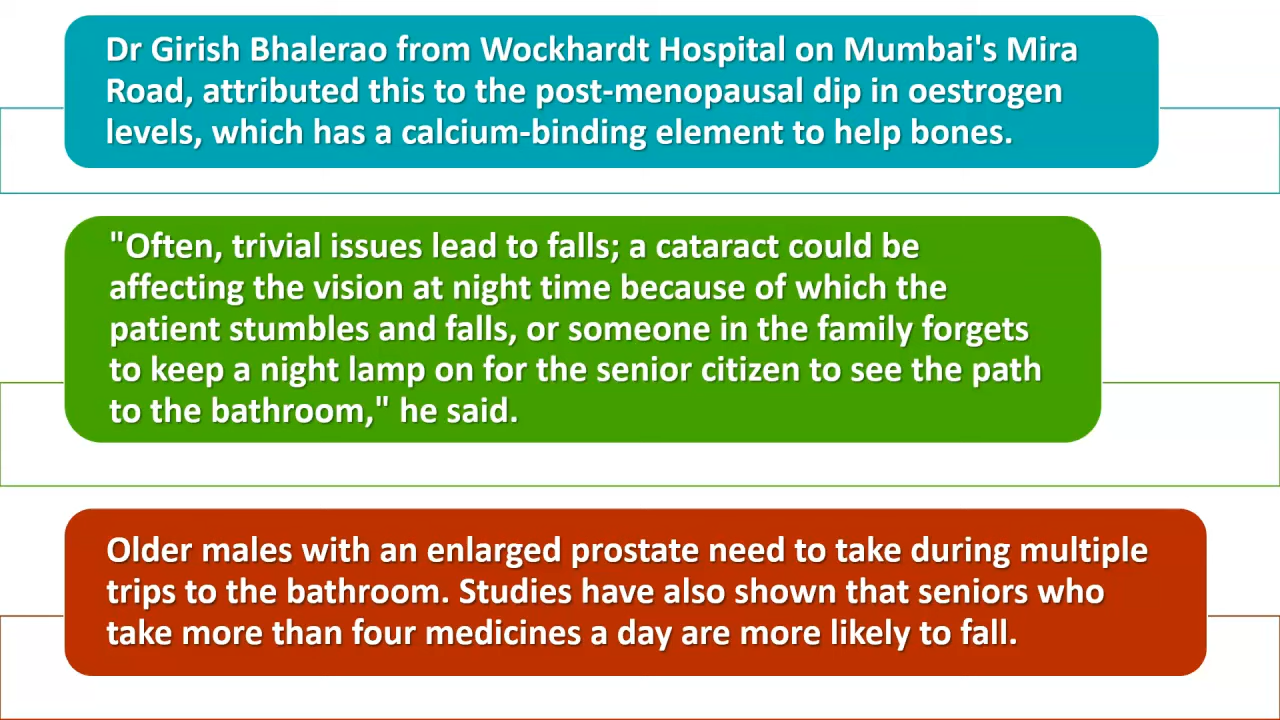 Dr Girish Bhalerao from Wockhardt Hospital on Mumbai's Mira
Road, attributed this to the post-menopausal dip in oestrogen
levels, which has a calcium-binding element to help bones.
"Often, trivial issues lead to falls; a cataract could be
affecting the vision at night time because of which the
patient stumbles and falls, or someone in the family forgets
to keep a night lamp on for the senior citizen to see the path
to the bathroom," he said.
Older males with an enlarged prostate need to take during multiple
trips to the bathroom. Studies have also shown that seniors who
take more than four medicines a day are more likely to fall.